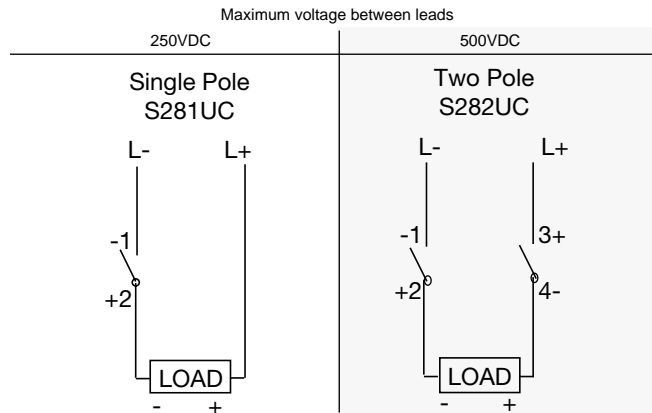 Maximum voltage between leads
250VDC
500VDC
Single Pole
S281UC
L-
L+
-1
+2
LOAD
-
+
Two Pole
S282UC
L-
L+
-1
3+
+2
4-
LOAD
-
+